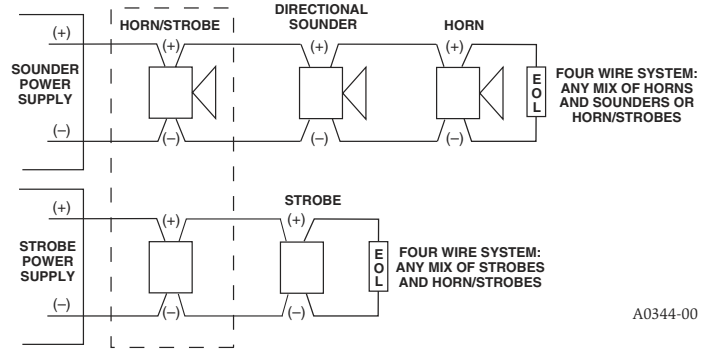 HORN/STROBE
DIRECTIONAL
SOUNDER
HORN
(+)
(+)
(+)
(+)
SOUNDER
POWER
SUPPLY
E
O
L
FOUR WIRE SYSTEM:
ANY MIX OF HORNS
AND SOUNDERS OR
HORN/STROBES
(–)
(–)
(–)
(–)
STROBE
(+)
(+)
(+)
STROBE
POWER
SUPPLY
E
O
L
FOUR WIRE SYSTEM:
ANY MIX OF STROBES
AND HORN/STROBES
(–)
(–)
(–)
A0344-00